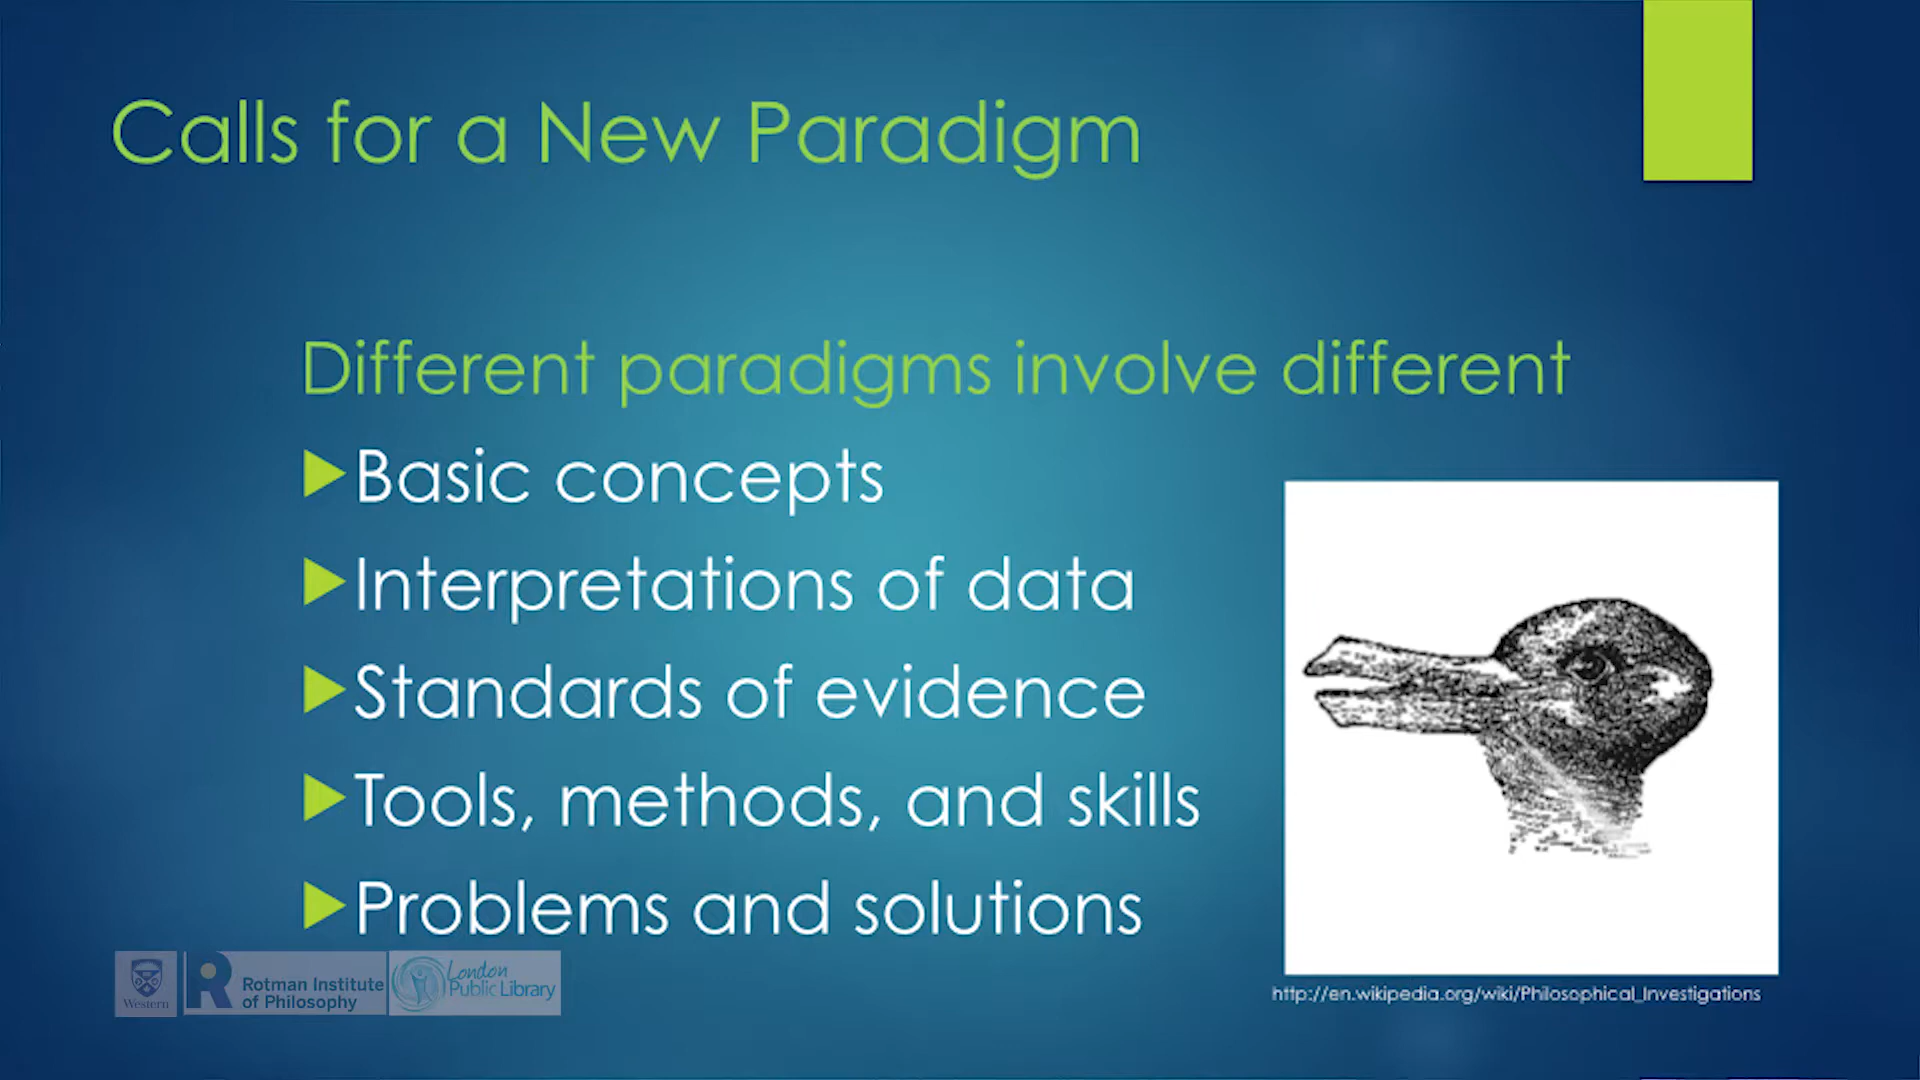 Calls for a New Paradigm
Different paradigms involve different
Basic concepts
Interpretations of data
Standards of evidence
Tools, methods, and skills
Problems and solutions
Western
Rotman Institute
of Philosophy
London
Public Library
http://en.wikipedia.org/wiki/Philosophical_Investigations